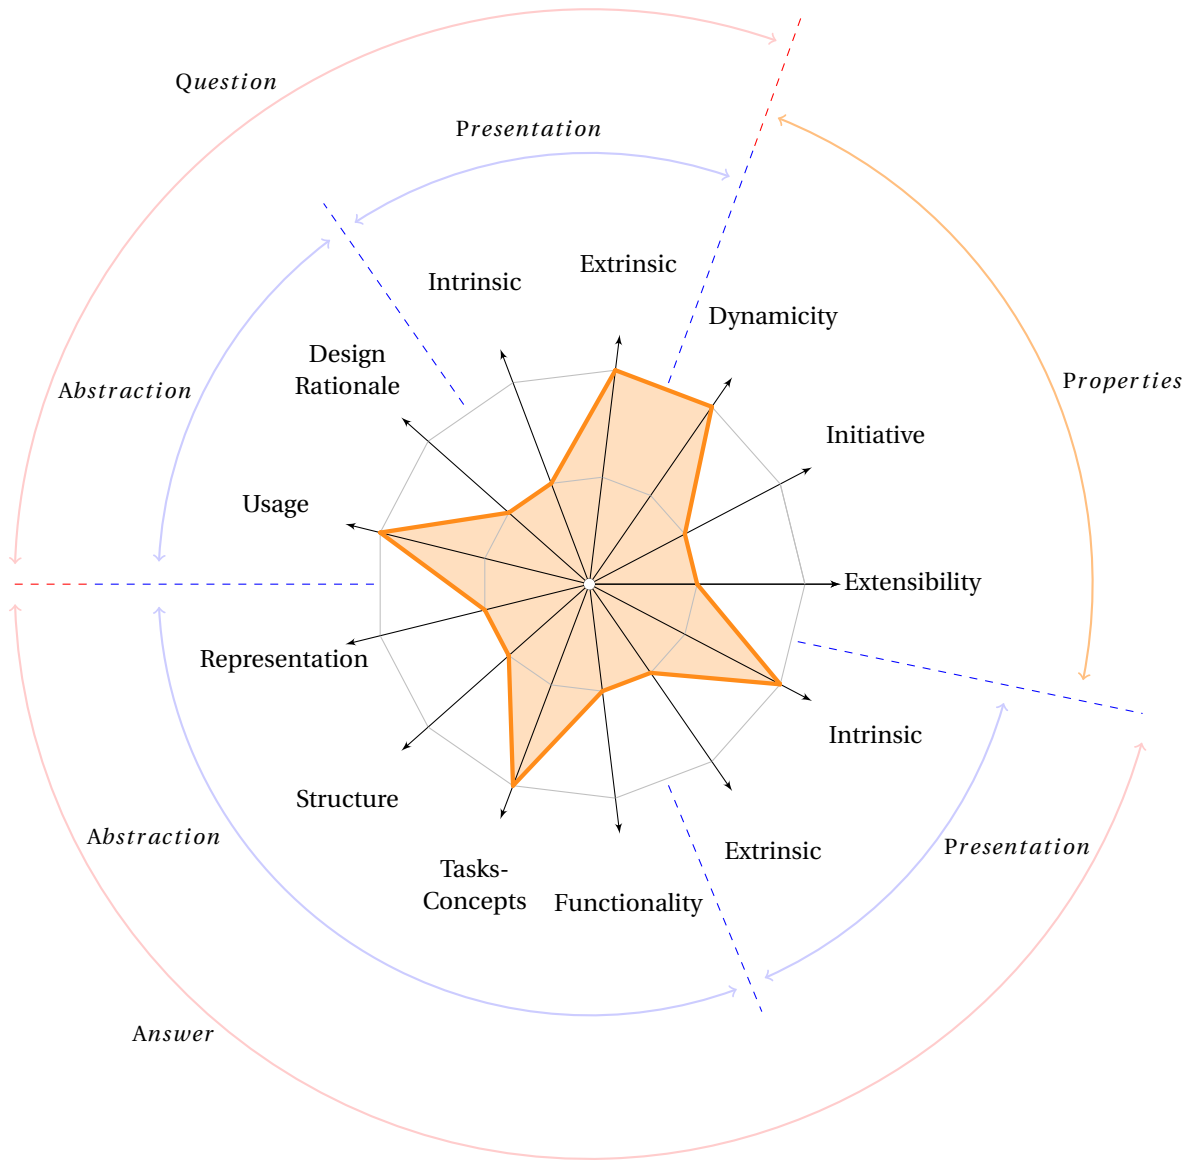 Question
Presentation
Extrinsic
Intrinsic
Dynamicity
Design
Rationale
Properties
Abstraction
Initiative
Usage
Extensibility
Representation
Intrinsic
Structure
Abstraction
Presentation
Extrinsic
Tasks-
Concepts
Functionality
Answer